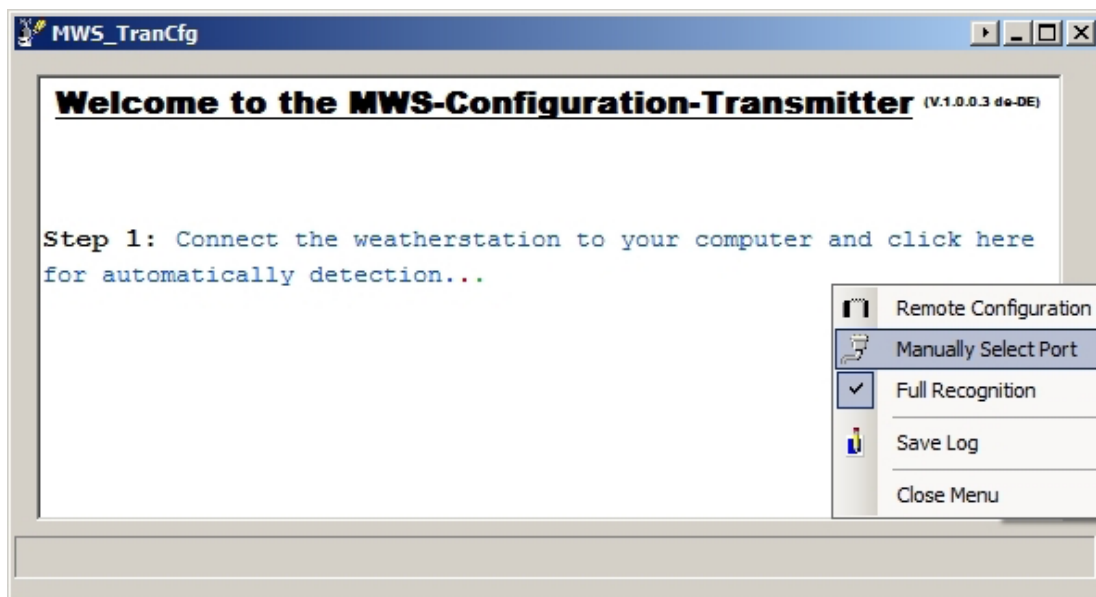 MWS_TranCfg
Welcome to the MWS-Configuration-Transmitter (V.1.0.0.3 de-DE)
Step 1: Connect the weatherstation to your computer and click here
for automatically detection...
Remote Configuration
Manually Select Port
Full Recognition
Save Log
Close Menu